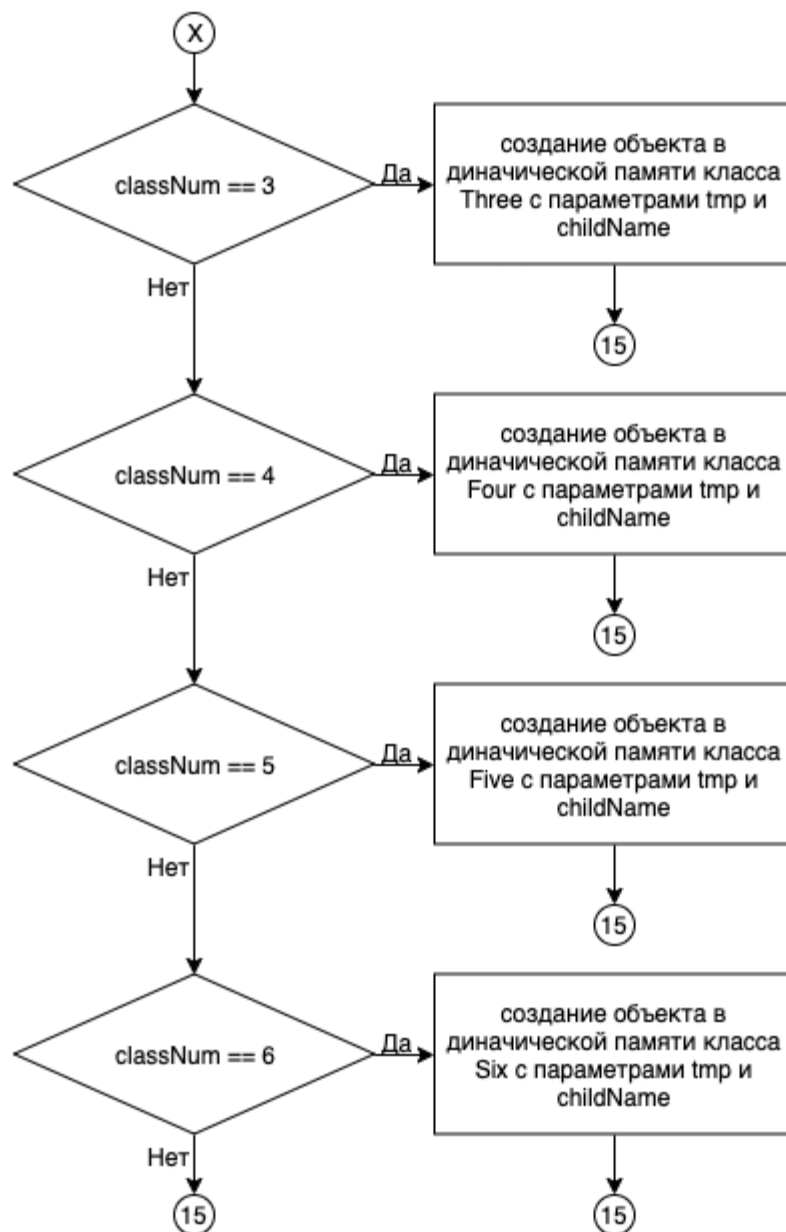 X
classNum == 3
Да
создание объекта в
диначической памяти класса
Three с параметрами tmp и
childName
Нет
15
classNum == 4
Да
создание объекта в
диначической памяти класса
Four с параметрами tmp и
childName
Нет
15
classNum == 5
Да
создание объекта в
диначической памяти класса
Five с параметрами tmp и
childName
Нет
15
classNum == 6
Да
создание объекта в
диначической памяти класса
Six с параметрами tmp и
childName
Нет
15
15